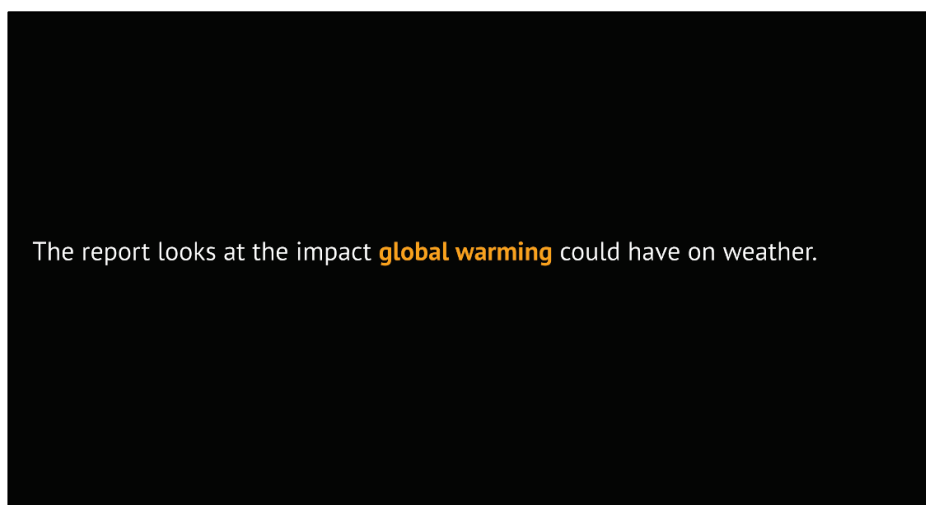 The report looks at the impact global warming could have on weather.